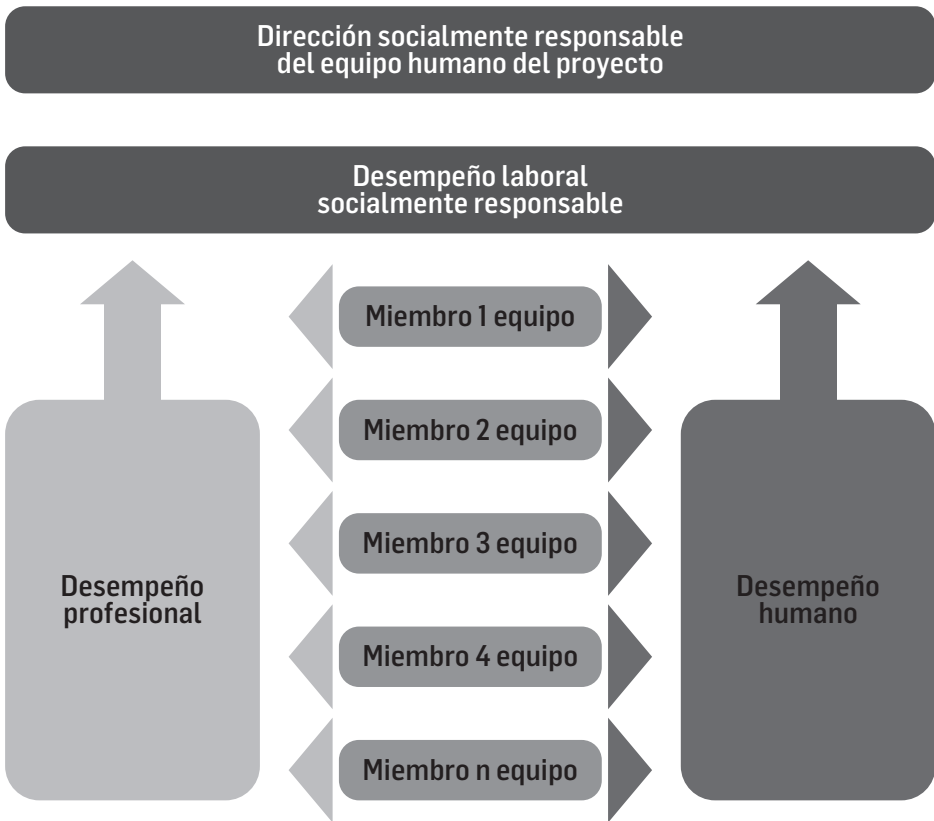 Dirección socialmente responsable
del equipo humano del proyecto
Desempeño laboral
socialmente responsable
Miembro 1 equipo
Miembro 2 equipo
Miembro 3 equipo
Miembro 4 equipo
Miembro n equipo
Desempeño
profesional
Desempeño
humano